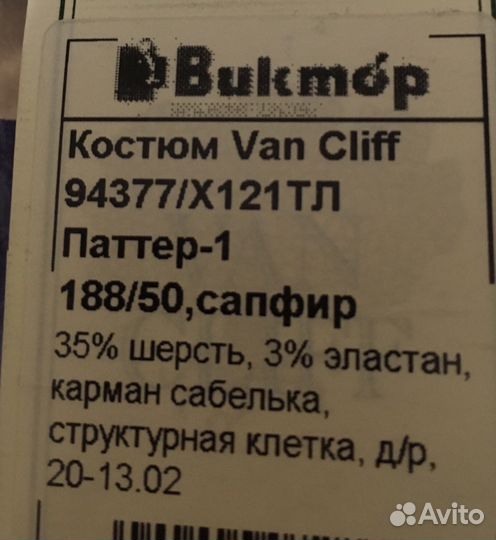 Виктор
Костюм Van Cliff
94377/Х121ТЛ
Паттер-1
188/50,сапфир
35% шерсть, 3% эластан,
карман сабелька,
структурная клетка, д/р,
20-13.02
Avito